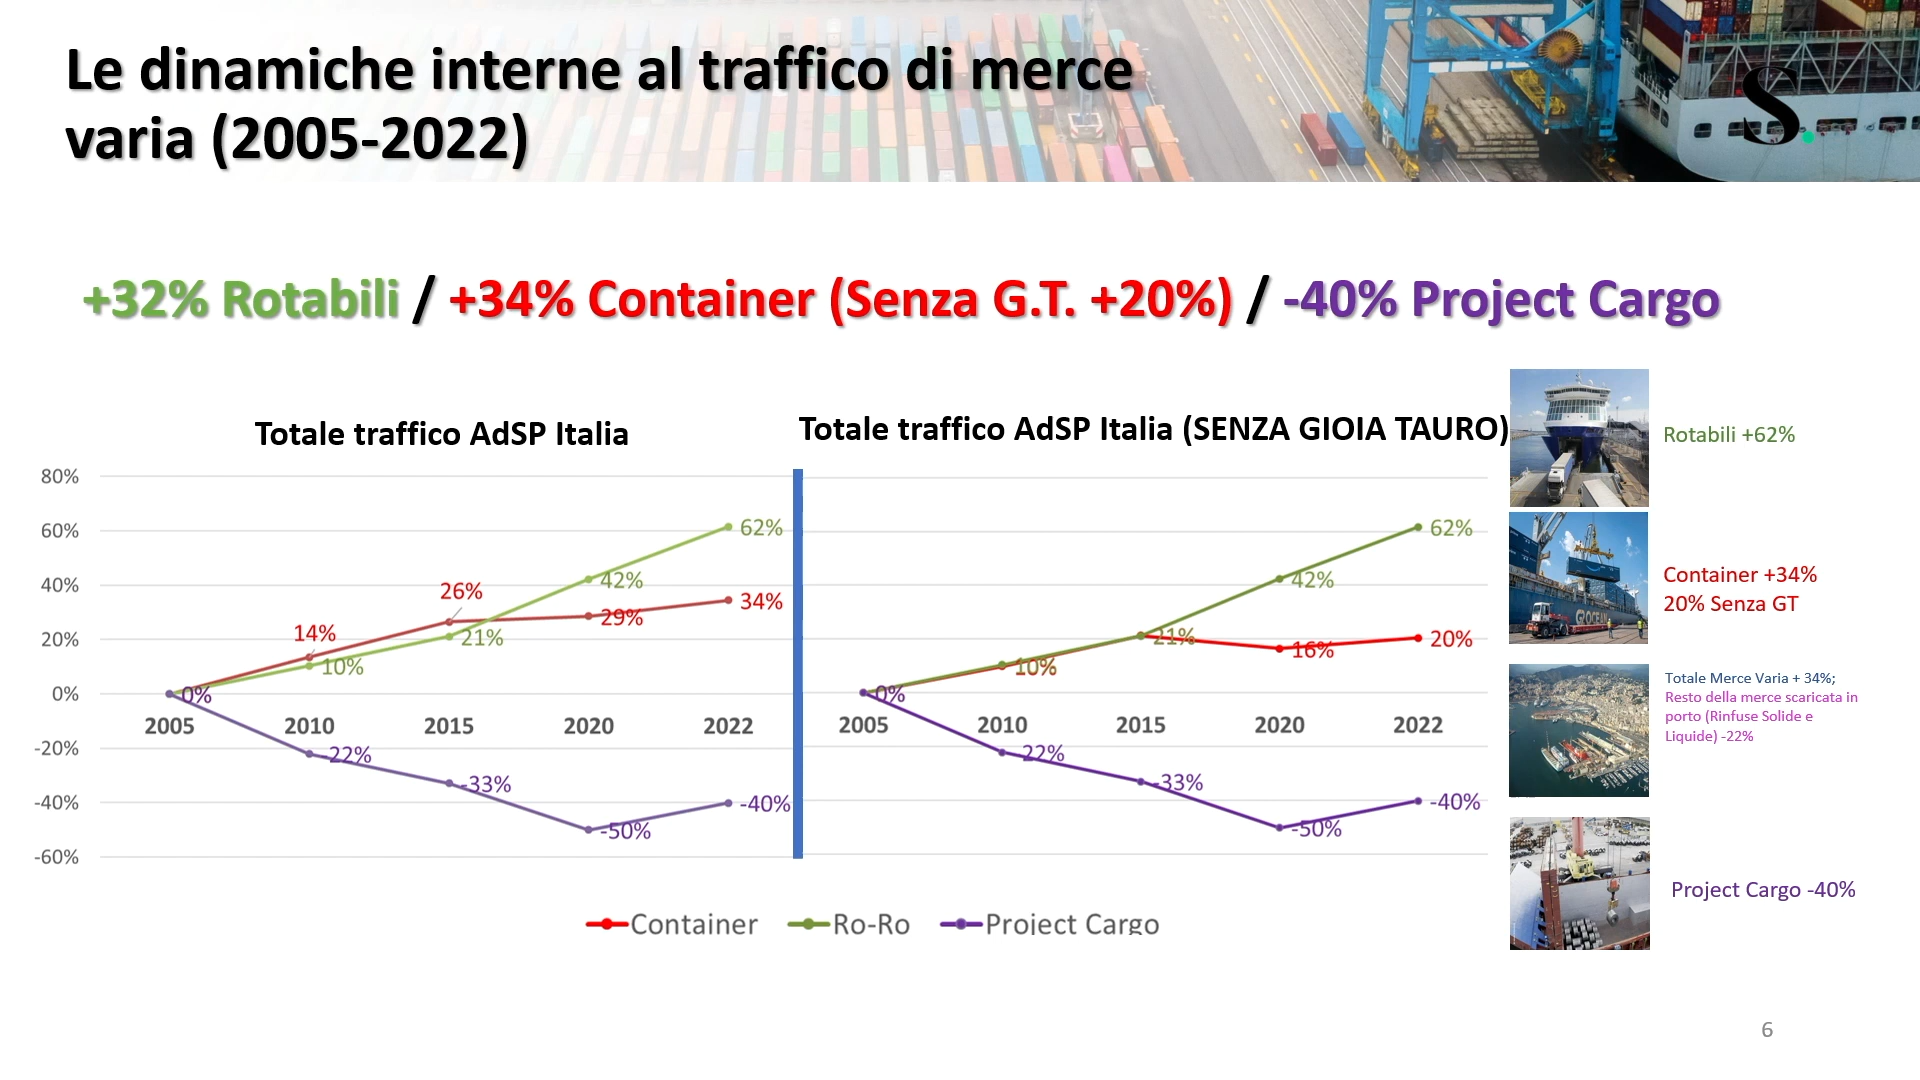 Le dinamiche interne al traffico di merce
varia (2005-2022)
S.
+32% Rotabili / +34% Container (Senza G.T. +20%) / -40% Project Cargo
Totale traffico AdSP Italia
80%
60%
40%
20%
0%
-20%
-40%
-60%
62%
42%
26%
34%
29%
14%
21%
10%
0%
2005 2010 2015 2020 2022
-22%
-33%
-50%
-40%
Totale traffico AdSP Italia (SENZA GIOIA TAURO)
62%
42%
21%
20%
16%
10%
0%
2005 2010 2015 2020 2022
-22%
-33%
-50%
-40%
Container Ro-Ro Project Cargo
Rotabili +62%
Container +34%
20% Senza GT
Totale Merce Varia + 34%;
Resto della merce scaricata in
porto (Rinfuse Solide e
Liquide) -22%
Project Cargo -40%
6